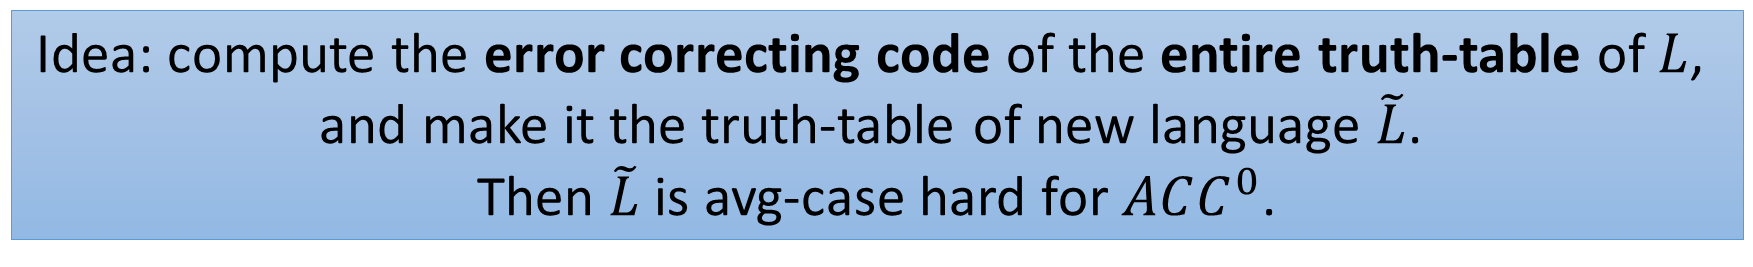 Idea: compute the error correcting code of the entire truth-table of L,
and make it the truth-table of new language L̃.
Then L̃ is avg-case hard for ACC⁰.